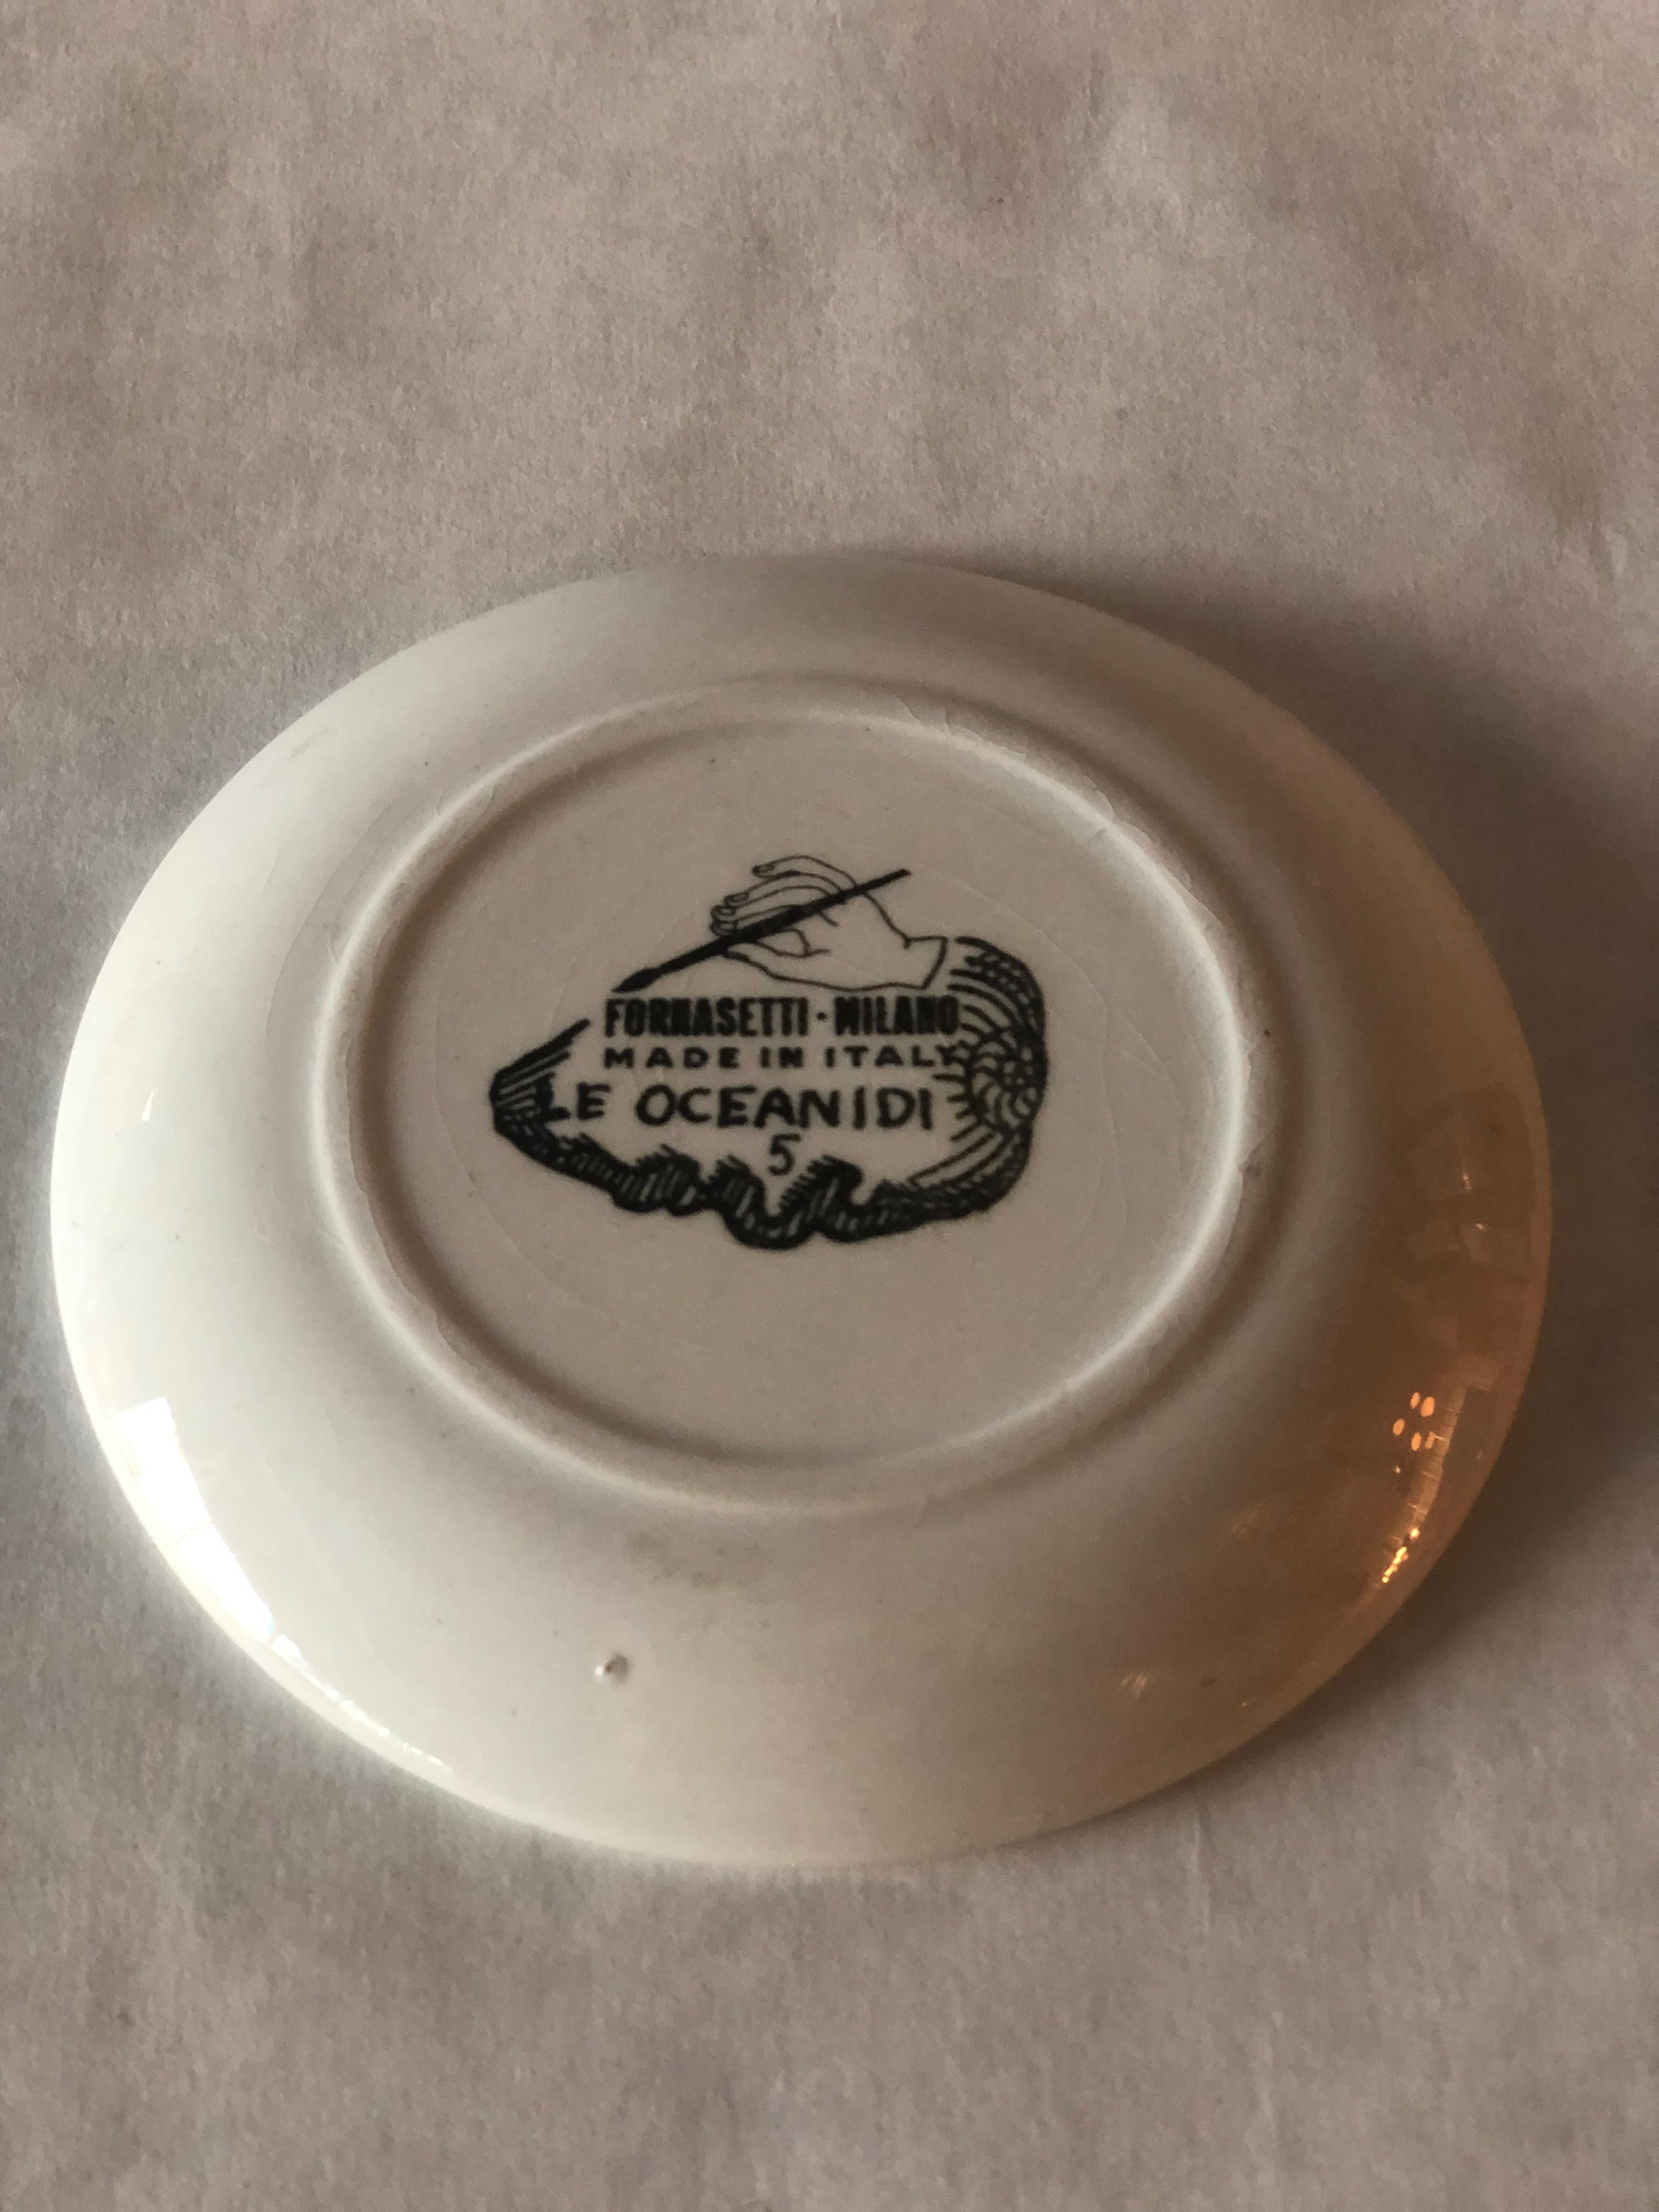 FORNASETTI · MILANO
MADE IN ITALY
LE OCEANIDI
5